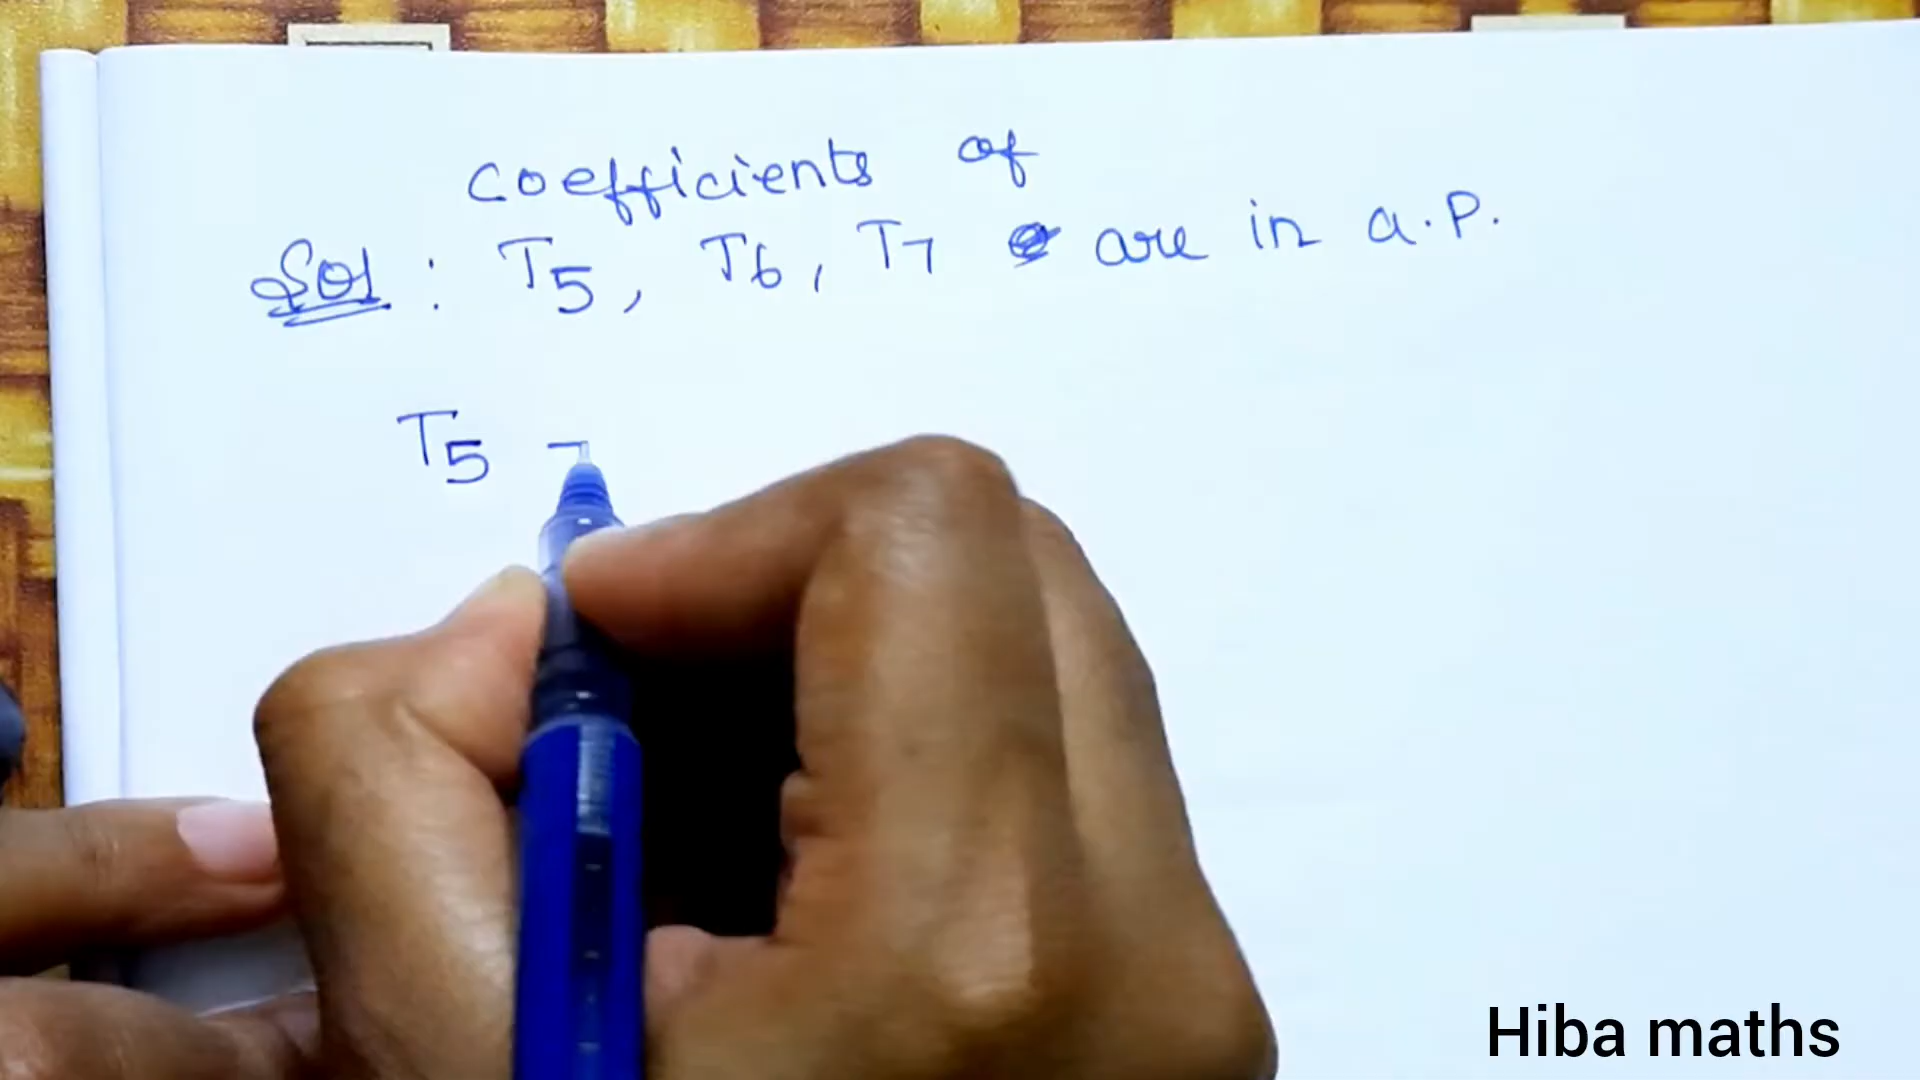 coefficients of
Sol : T5, T6, T7 are in a.p.
T5 -
Hiba maths